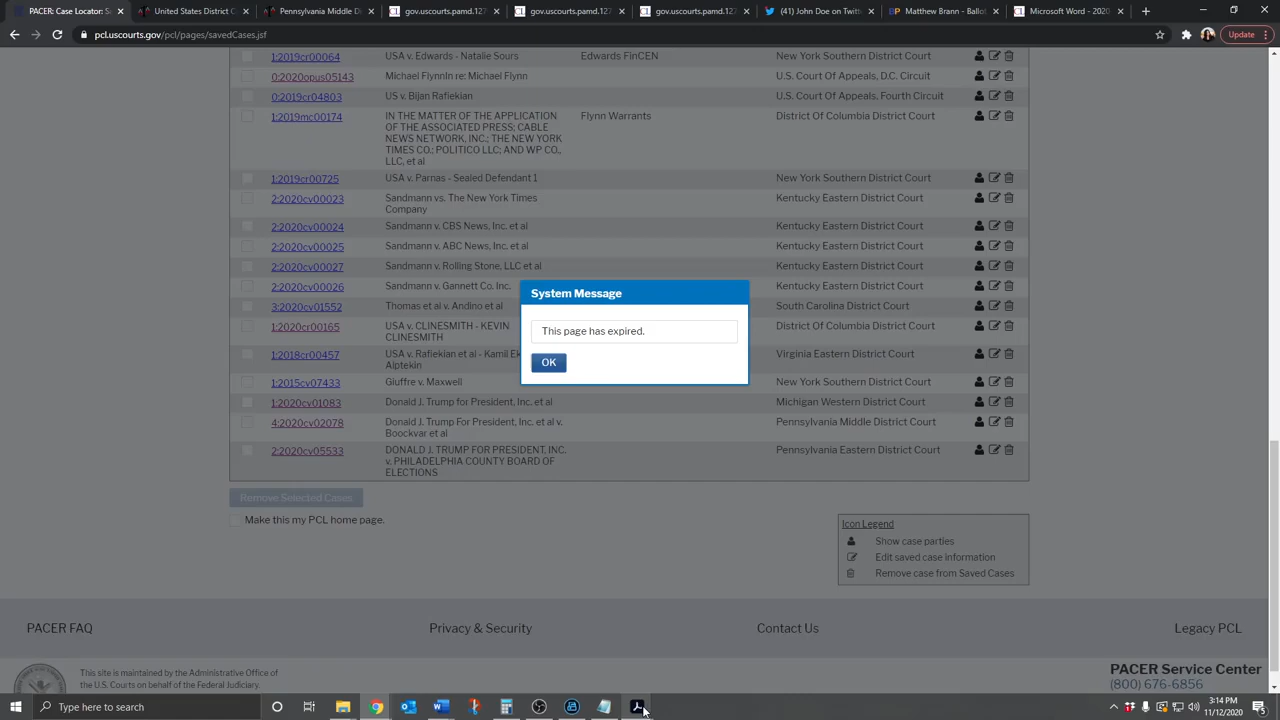 PACER: Case Locator: Sa
United States District C
Pennsylvania Middle Di
gov.uscourts.pamd.127
gov.uscourts.pamd.12
gov.uscourts.pamd.127
(41) John Doe on Twitt
Matthew Brann - Ballot
Microsoft Word - 2020
pcl.uscourts.gov/pcl/pages/savedCases.jsf
Update
1:2019cr00064 USA v. Edwards - Natalie Sours Edwards FinCEN New York Southern District Court
0:2020opus05143 Michael FlynnIn re: Michael Flynn U.S. Court Of Appeals, D.C. Circuit
0:2019cr04803 US v. Bijan Rafiekian U.S. Court Of Appeals, Fourth Circuit
1:2019mc00174 IN THE MATTER OF THE APPLICATION Flynn Warrants District Of Columbia District Court
OF THE ASSOCIATED PRESS; CABLE
NEWS NETWORK, INC.; THE NEW YORK
TIMES CO.; POLITICO LLC; AND WP CO.,
LLC, et al
1:2019cr00725 USA v. Parnas - Sealed Defendant 1 New York Southern District Court
2:2020cv00023 Sandmann vs. The New York Times Kentucky Eastern District Court
Company
2:2020cv00024 Sandmann v. CBS News, Inc. et al Kentucky Eastern District Court
2:2020cv00025 Sandmann v. ABC News, Inc. et al Kentucky Eastern District Court
2:2020cv00027 Sandmann v. Rolling Stone, LLC et al Kentucky Eastern District Court
2:2020cv00026 Sandmann v. Gannett Co. Inc. Kentucky Eastern District Court
3:2020cv01552 Thomas et al v. Andino et al South Carolina District Court
1:2020cr00165 USA v. CLINESMITH - KEVIN District Of Columbia District Court
CLINESMITH
1:2018cr00457 USA v. Rafiekian et al - Kamil Ek Virginia Eastern District Court
Alptekin
1:2015cv07433 Giuffre v. Maxwell New York Southern District Court
1:2020cv01083 Donald J. Trump for President, Inc. et al Michigan Western District Court
4:2020cv02078 Donald J. Trump For President, Inc. et al v. Pennsylvania Middle District Court
Boockvar et al
2:2020cv05533 DONALD J. TRUMP FOR PRESIDENT, INC. Pennsylvania Eastern District Court
v. PHILADELPHIA COUNTY BOARD OF
ELECTIONS
System Message
This page has expired.
OK
Remove Selected Cases
Make this my PCL home page.
Icon Legend
Show case parties
Edit saved case information
Remove case from Saved Cases
PACER FAQ Privacy & Security Contact Us Legacy PCL
This site is maintained by the Administrative Office of
the U.S. Courts on behalf of the Federal Judiciary.
PACER Service Center
(800) 676-6856
Type here to search
3:14 PM
11/12/2020
5